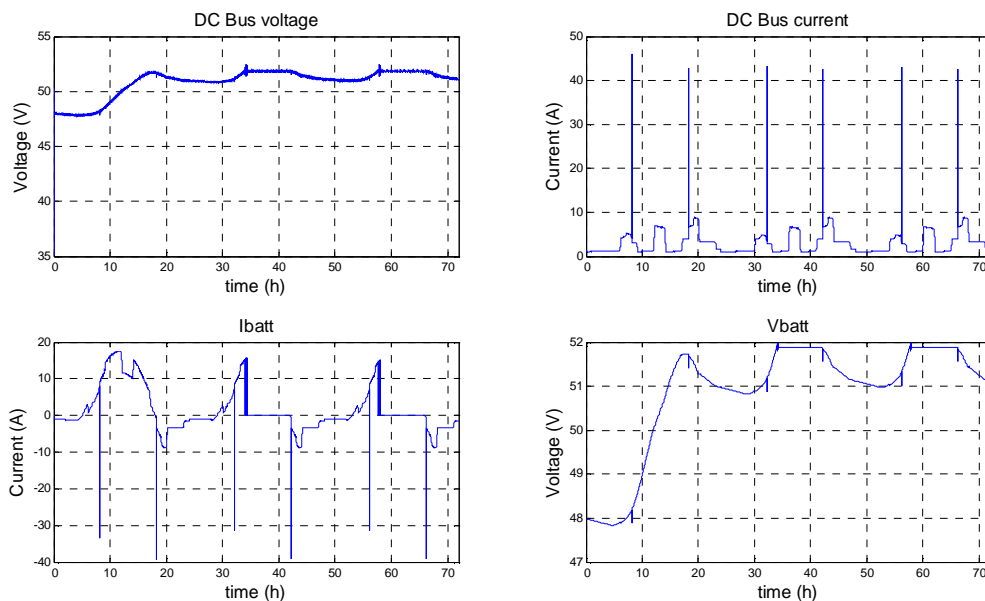 DC Bus voltage
55
50
45
40
35
Voltage (V)
0 10 20 30 40 50 60 70
time (h)
DC Bus current
50
40
30
20
10
0
Current (A)
0 10 20 30 40 50 60 70
time (h)
Ibatt
20
10
0
-10
-20
-30
-40
Current (A)
0 10 20 30 40 50 60 70
time (h)
Vbatt
52
51
50
49
48
47
Voltage (V)
0 10 20 30 40 50 60 70
time (h)